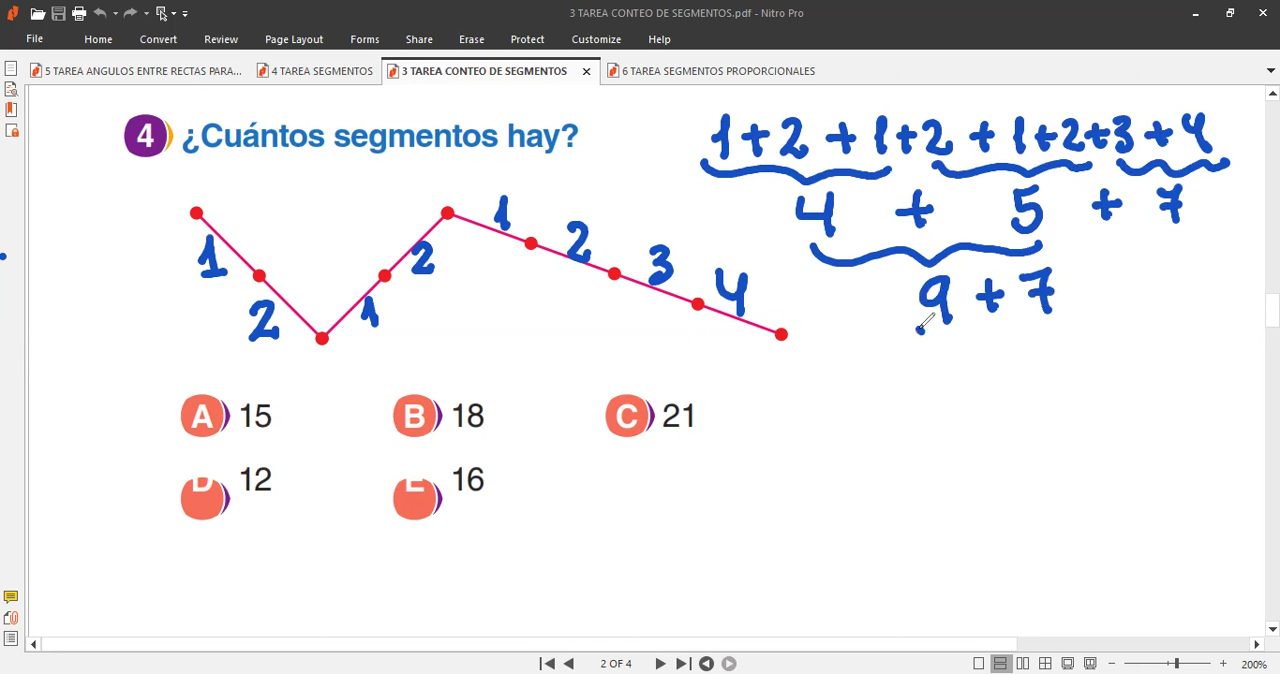 3 TAREA CONTEO DE SEGMENTOS.pdf - Nitro Pro
File Home Convert Review Page Layout Forms Share Erase Protect Customize Help
5 TAREA ANGULOS ENTRE RECTAS PARA... 4 TAREA SEGMENTOS 3 TAREA CONTEO DE SEGMENTOS 6 TAREA SEGMENTOS PROPORCIONALES
4 ¿Cuántos segmentos hay?
1 + 2 + 1 + 2 + 1 + 2 + 3 + 4
4 + 5 + 7
9 + 7
1 2 1 2 1 2 3 4
A 15 B 18 C 21
D 12 E 16
2 OF 4 200%